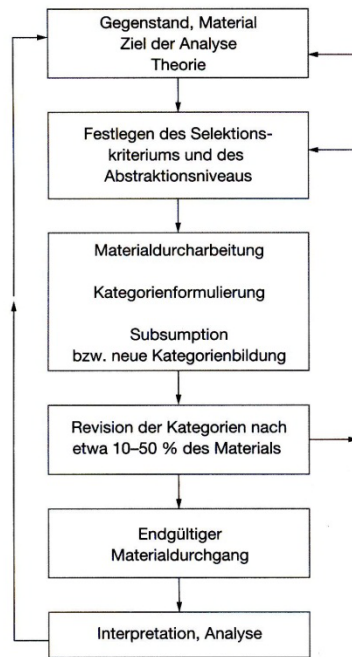 Gegenstand, Material
Ziel der Analyse
Theorie
Festlegen des Selektions-
kriteriums und des
Abstraktionsniveaus
Materialdurcharbeitung
Kategorienformulierung
Subsumption
bzw. neue Kategorienbildung
Revision der Kategorien nach
etwa 10–50 % des Materials
Endgültiger
Materialdurchgang
Interpretation, Analyse